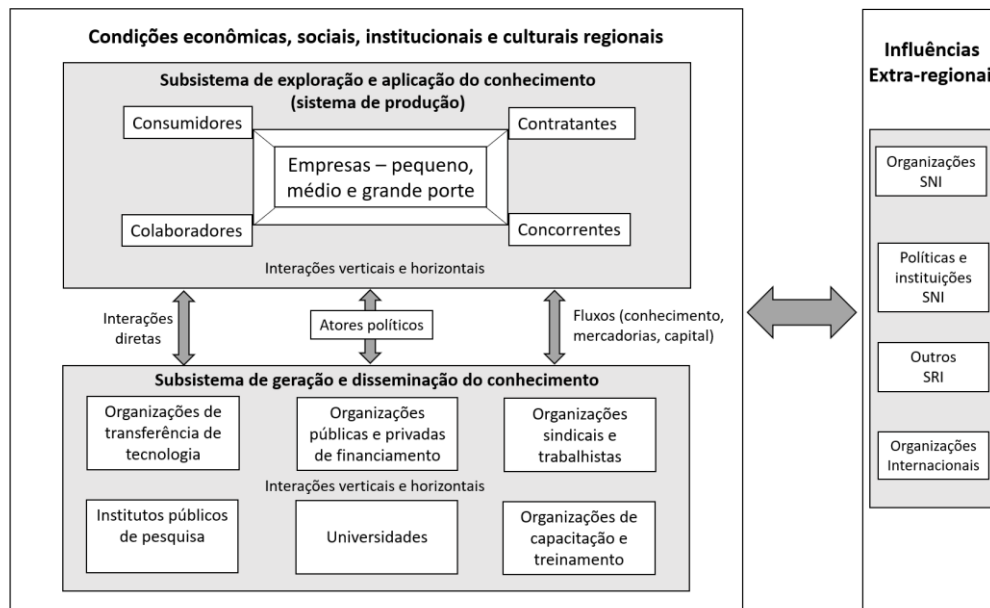 Condições econômicas, sociais, institucionais e culturais regionais
Subsistema de exploração e aplicação do conhecimento
(sistema de produção)
Consumidores
Contratantes
Empresas – pequeno,
médio e grande porte
Colaboradores
Concorrentes
Interações verticais e horizontais
Interações
diretas
Atores políticos
Fluxos (conhecimento,
mercadorias, capital)
Subsistema de geração e disseminação do conhecimento
Organizações de
transferência de
tecnologia
Organizações
públicas e privadas
de financiamento
Organizações
sindicais e
trabalhistas
Interações verticais e horizontais
Institutos públicos
de pesquisa
Universidades
Organizações de
capacitação e
treinamento
Influências
Extra-regionai
Organizações
SNI
Políticas e
instituições
SNI
Outros
SRI
Organizações
Internacionais